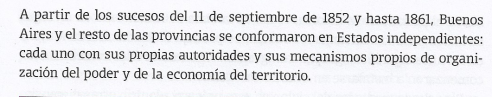 A partir de los sucesos del 11 de septiembre de 1852 y hasta 1861, Buenos
Aires y el resto de las provincias se conformaron en Estados independientes:
cada uno con sus propias autoridades y sus mecanismos propios de organi-
zación del poder y de la economía del territorio.